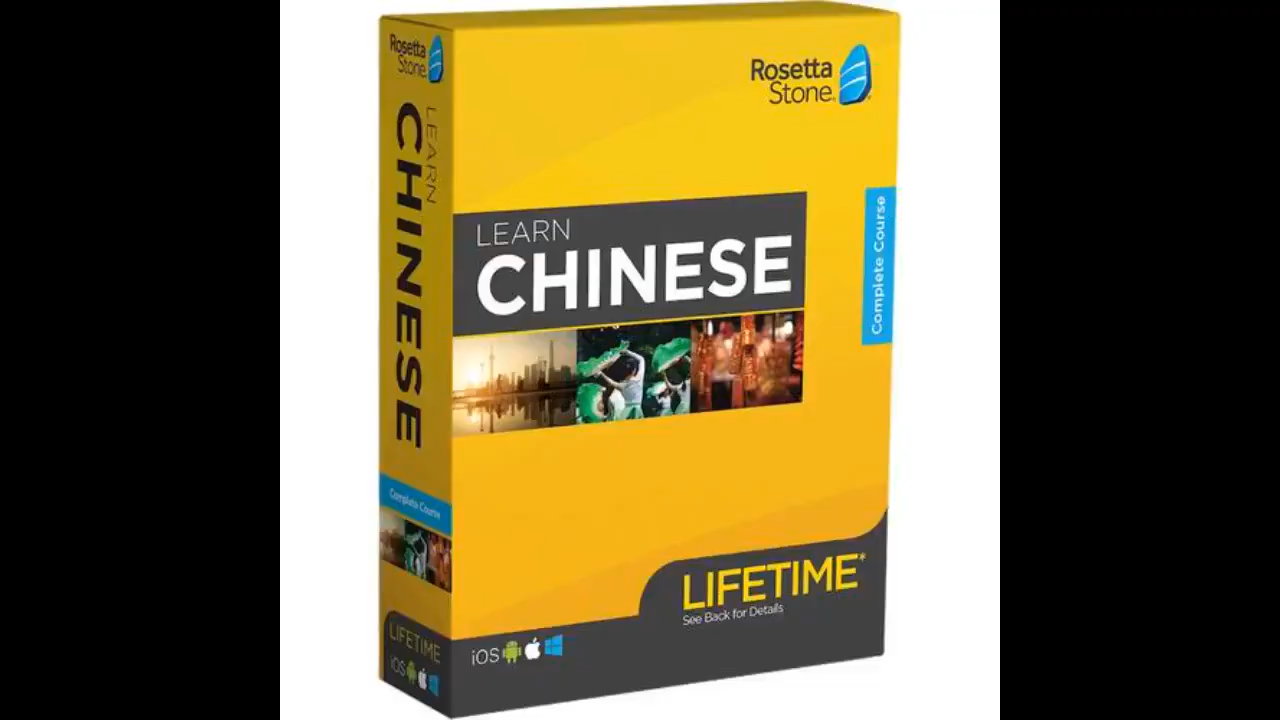 Rosetta
Stone
LEARN
CHINESE
Complete Course
LIFETIME
iOS
Rosetta
Stone.
LEARN
CHINESE
Complete Course
LIFETIME*
See Back for Details
iOS